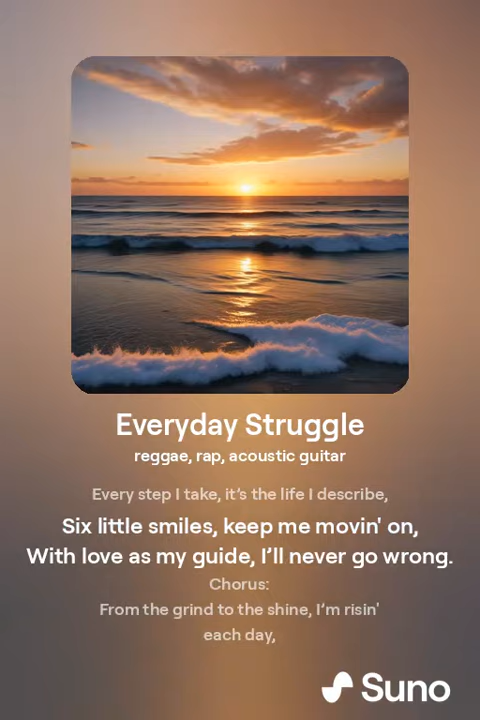 Everyday Struggle
reggae, rap, acoustic guitar
Every step I take, it’s the life I describe,
Six little smiles, keep me movin' on,
With love as my guide, I’ll never go wrong.
Chorus:
From the grind to the shine, I’m risin'
each day,
Suno